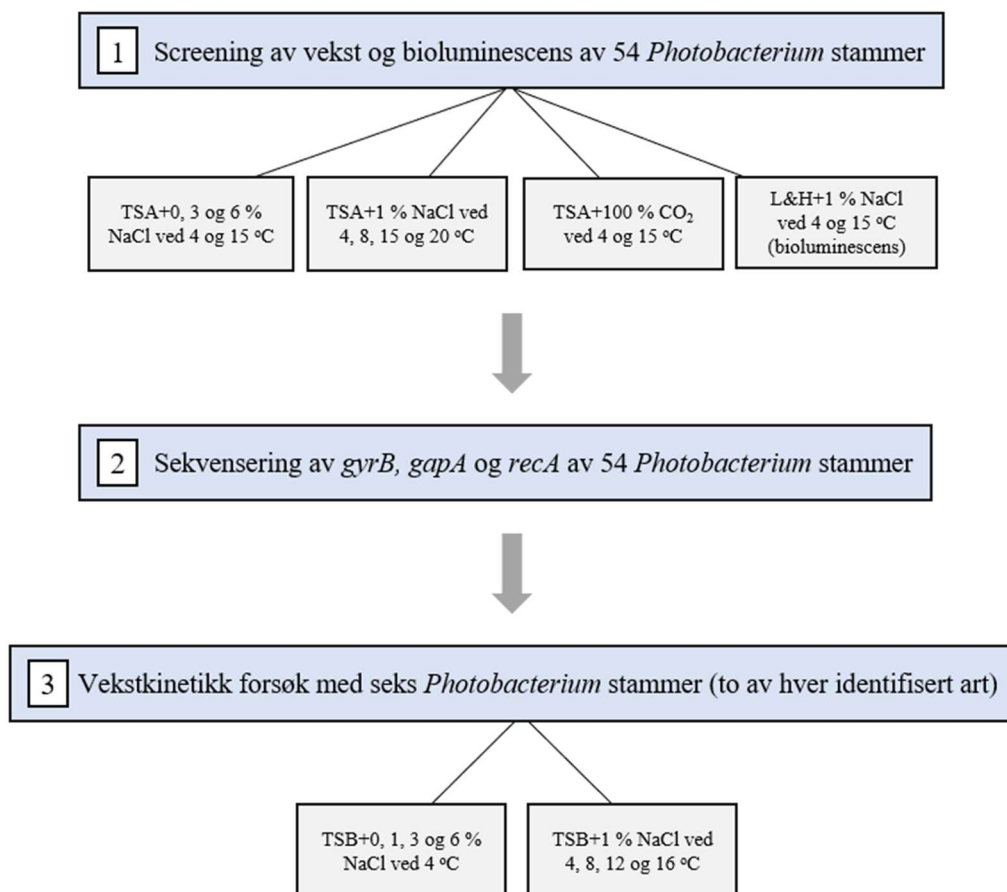 1 Screening av vekst og bioluminescens av 54 Photobacterium stammer
TSA+0, 3 og 6 %
NaCl ved 4 og 15 °C
TSA+1 % NaCl ved
4, 8, 15 og 20 °C
TSA+100 % CO₂
ved 4 og 15 °C
L&H+1 % NaCl
ved 4 og 15 °C
(bioluminescens)
2 Sekvensering av gyrB, gapA og recA av 54 Photobacterium stammer
3 Vekstkinetikk forsøk med seks Photobacterium stammer (to av hver identifisert art)
TSB+0, 1, 3 og 6 %
NaCl ved 4 °C
TSB+1 % NaCl ved
4, 8, 12 og 16 °C